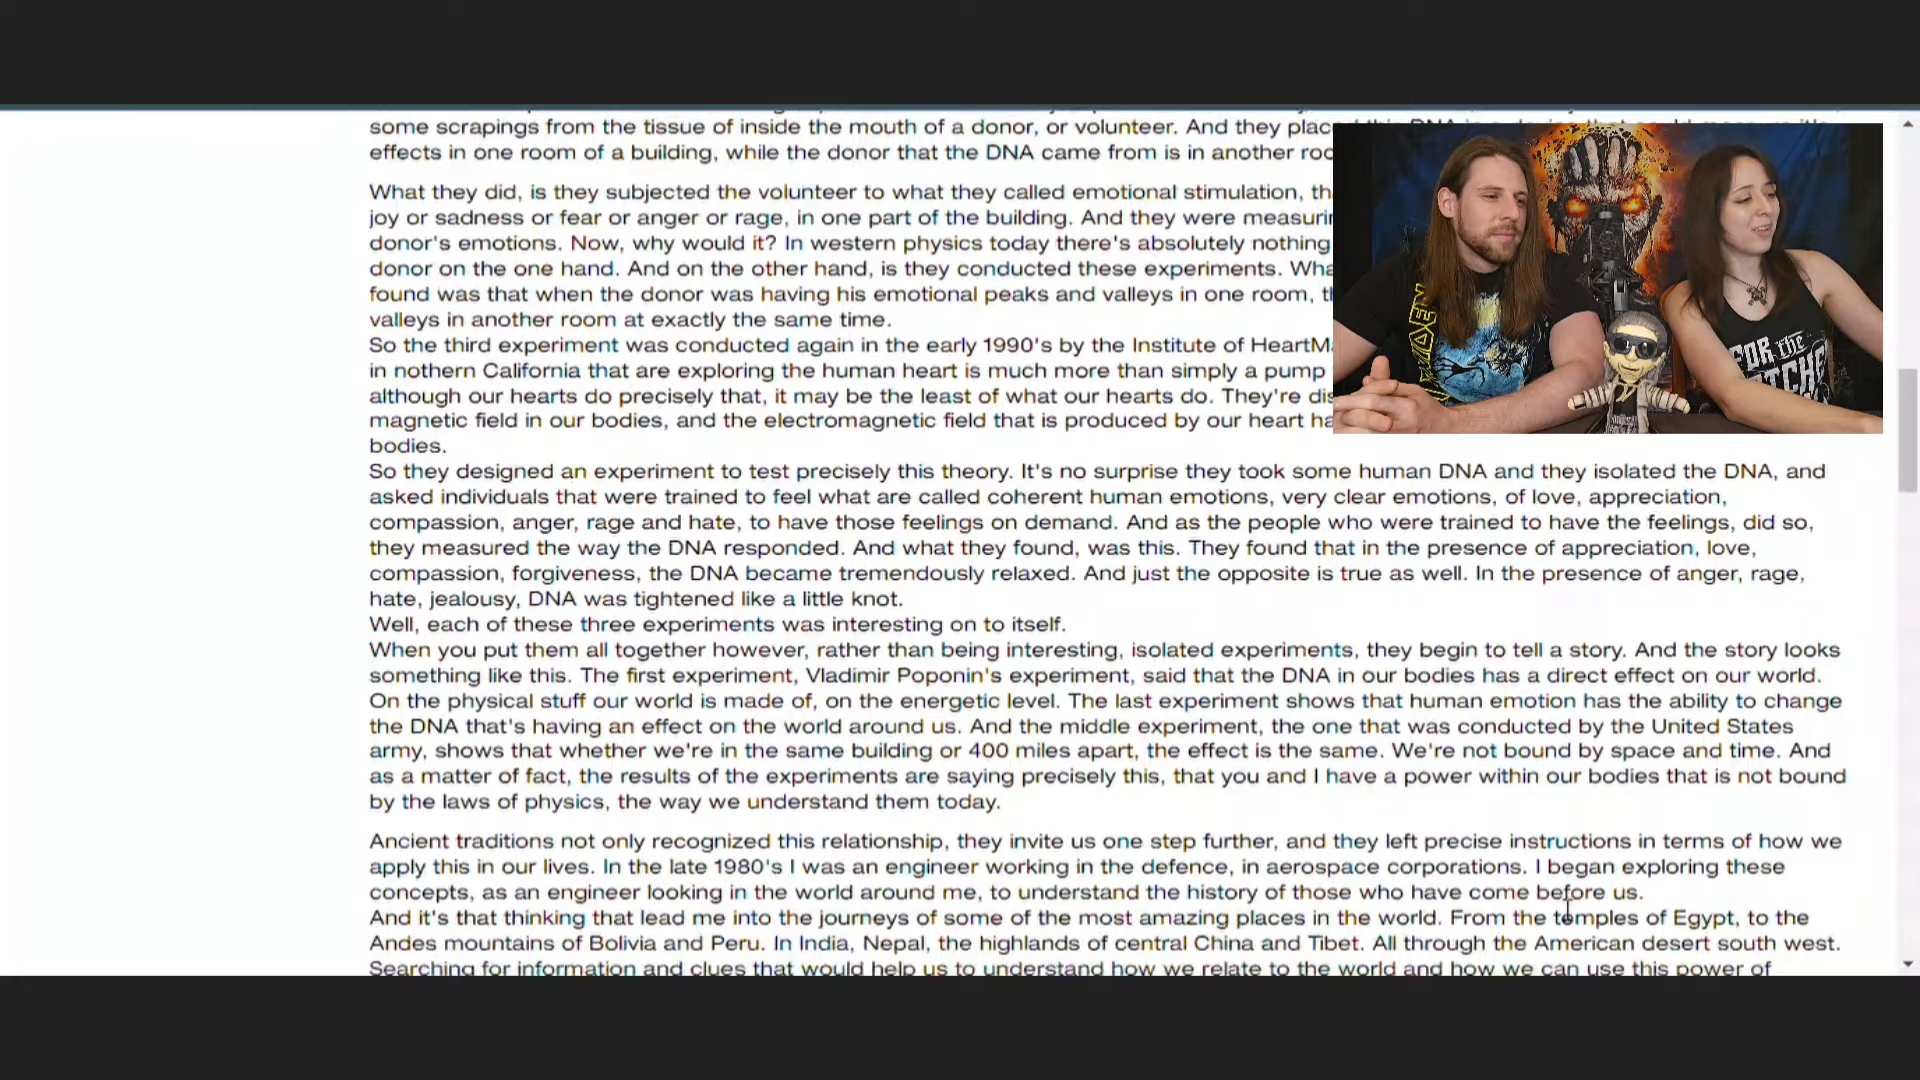 some scrapings from the tissue of inside the mouth of a donor, or volunteer. And they
effects in one room of a building, while the donor that the DNA came from is in another
What they did, is they subjected the volunteer to what they called emotional stimulation,
joy or sadness or fear or anger or rage, in one part of the building. And they were
donor's emotions. Now, why would it? In western physics today there's absolutely nothing
donor on the one hand. And on the other hand, is they conducted these experiments.
found was that when the donor was having his emotional peaks and valleys in one room,
valleys in another room at exactly the same time.
So the third experiment was conducted again in the early 1990's by the Institute of
in nothern California that are exploring the human heart is much more than simply a pump
although our hearts do precisely that, it may be the least of what our hearts do. They're
magnetic field in our bodies, and the electromagnetic field that is produced by our heart
bodies.
So they designed an experiment to test precisely this theory. It's no surprise they took some human DNA and they isolated the DNA, and
asked individuals that were trained to feel what are called coherent human emotions, very clear emotions, of love, appreciation,
compassion, anger, rage and hate, to have those feelings on demand. And as the people who were trained to have the feelings, did so,
they measured the way the DNA responded. And what they found, was this. They found that in the presence of appreciation, love,
compassion, forgiveness, the DNA became tremendously relaxed. And just the opposite is true as well. In the presence of anger, rage,
hate, jealousy, DNA was tightened like a little knot.
Well, each of these three experiments was interesting on to itself.
When you put them all together however, rather than being interesting, isolated experiments, they begin to tell a story. And the story looks
something like this. The first experiment, Vladimir Poponin's experiment, said that the DNA in our bodies has a direct effect on our world.
On the physical stuff our world is made of, on the energetic level. The last experiment shows that human emotion has the ability to change
the DNA that's having an effect on the world around us. And the middle experiment, the one that was conducted by the United States
army, shows that whether we're in the same building or 400 miles apart, the effect is the same. We're not bound by space and time. And
as a matter of fact, the results of the experiments are saying precisely this, that you and I have a power within our bodies that is not bound
by the laws of physics, the way we understand them today.
Ancient traditions not only recognized this relationship, they invite us one step further, and they left precise instructions in terms of how we
apply this in our lives. In the late 1980's I was an engineer working in the defence, in aerospace corporations. I began exploring these
concepts, as an engineer looking in the world around me, to understand the history of those who have come before us.
And it's that thinking that lead me into the journeys of some of the most amazing places in the world. From the temples of Egypt, to the
Andes mountains of Bolivia and Peru. In India, Nepal, the highlands of central China and Tibet. All through the American desert south west.
Searching for information and clues that would help us to understand how we relate to the world and how we can use this power of
FOR the